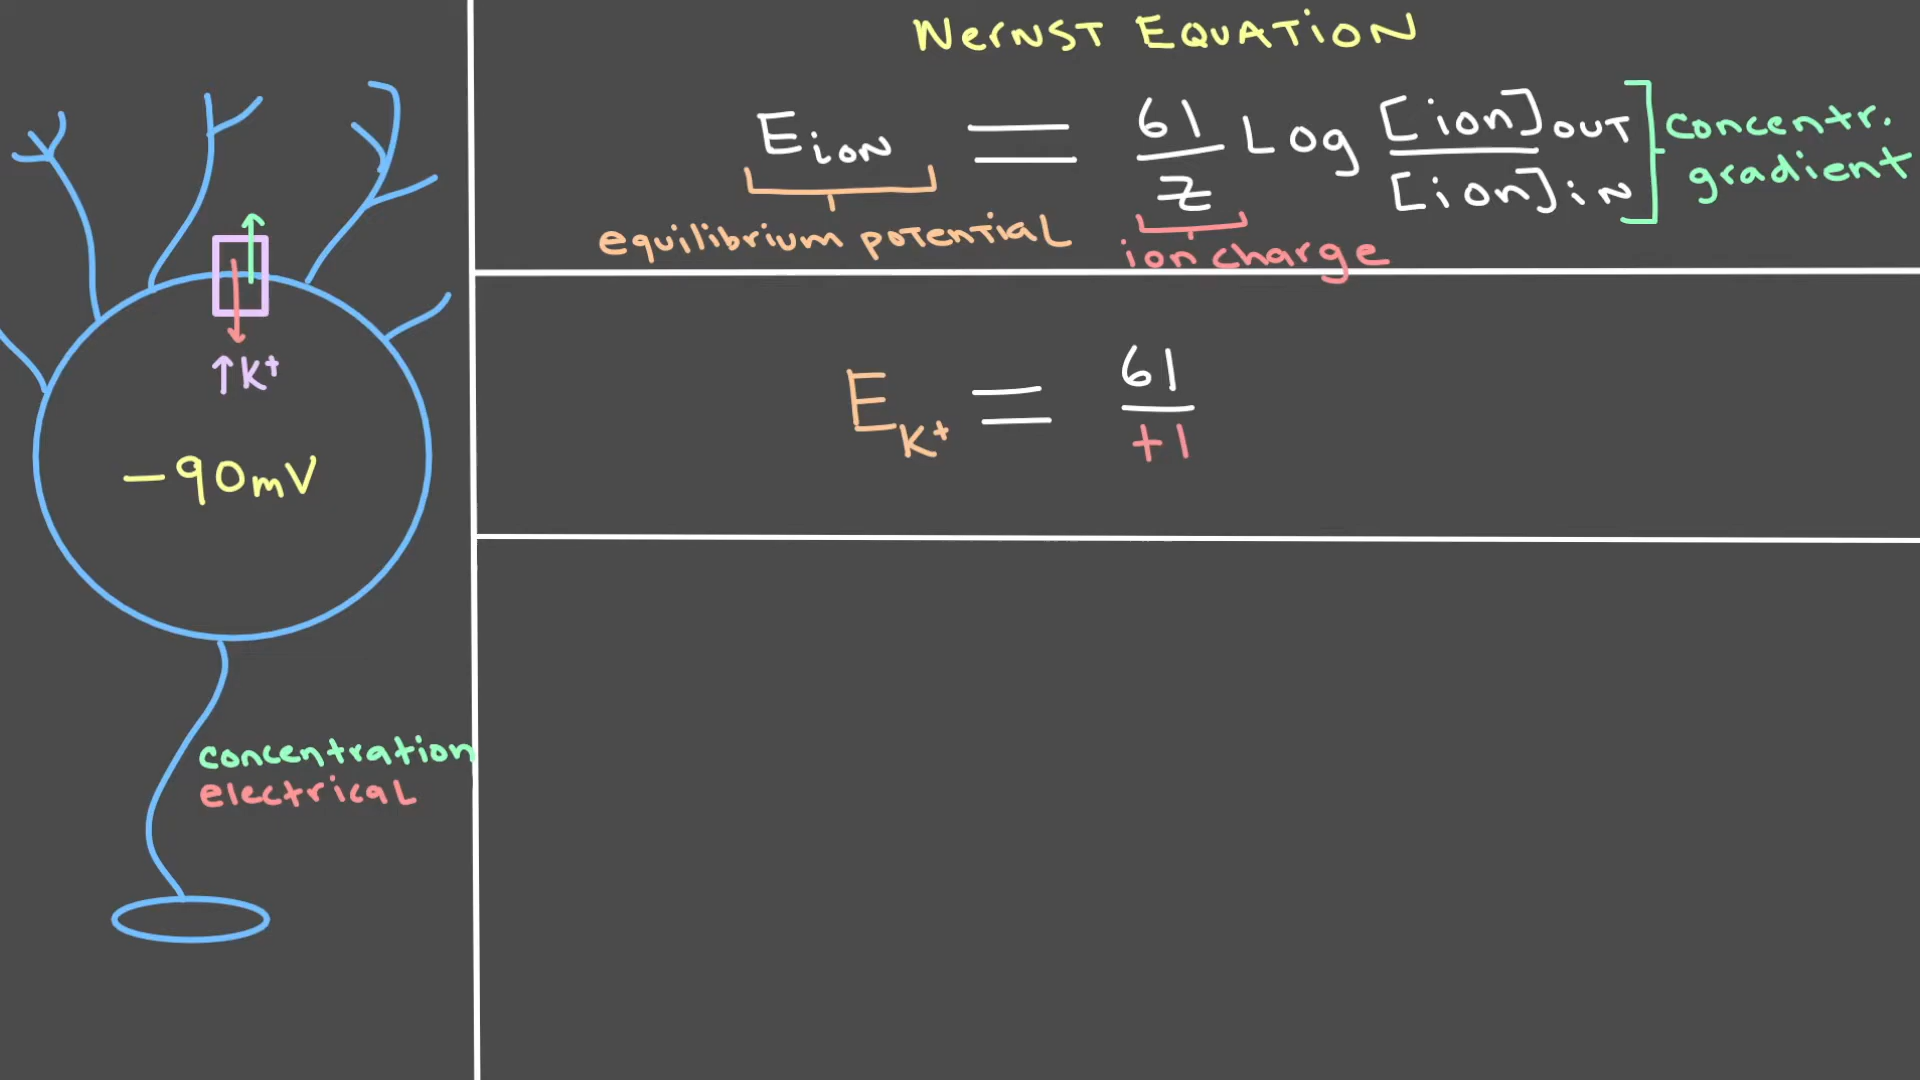 NERNST EQUATION
Eion = 61/z Log [ion]OUT/[ion]IN
concentr.
gradient
equilibrium potential
ion charge
↑K+
EK+ = 61/+1
-90mV
concentration
electrical